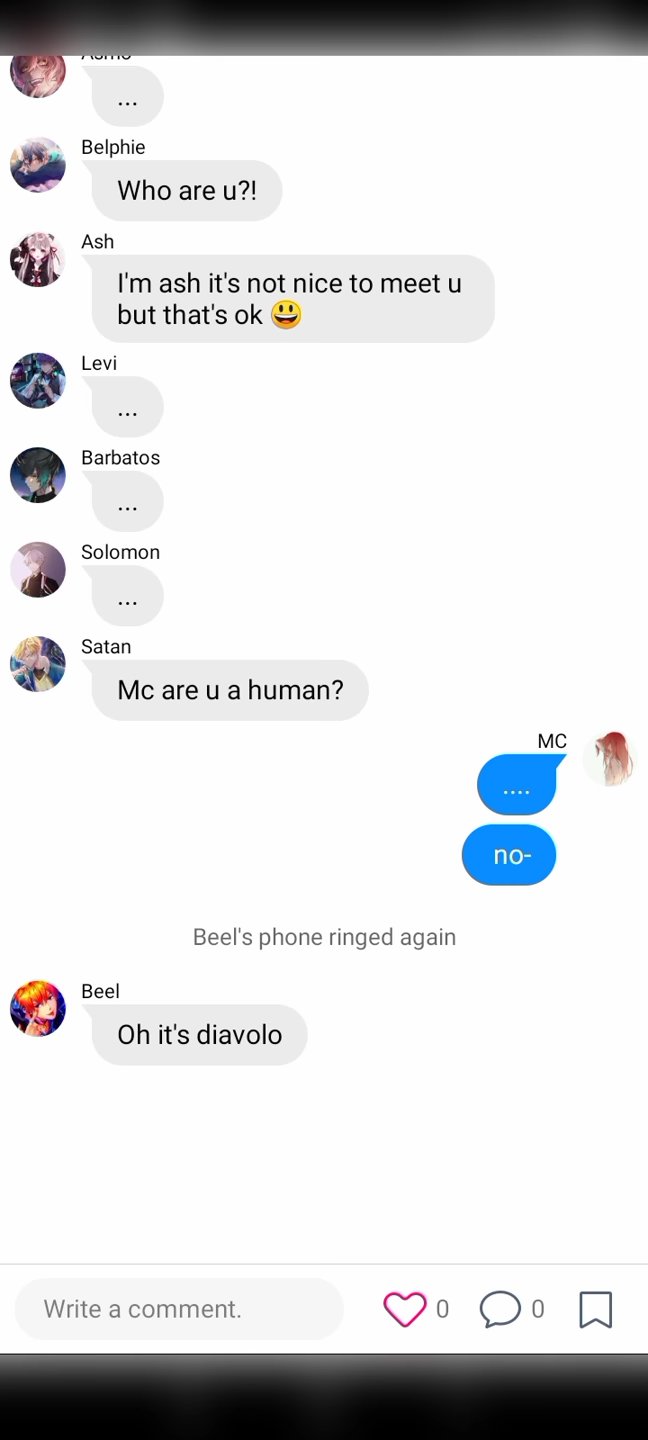 Asmo
...
Belphie
Who are u?!
Ash
I'm ash it's not nice to meet u
but that's ok 😃
Levi
...
Barbatos
...
Solomon
...
Satan
Mc are u a human?
MC
....
no-
Beel's phone ringed again
Beel
Oh it's diavolo
Write a comment.
0
0